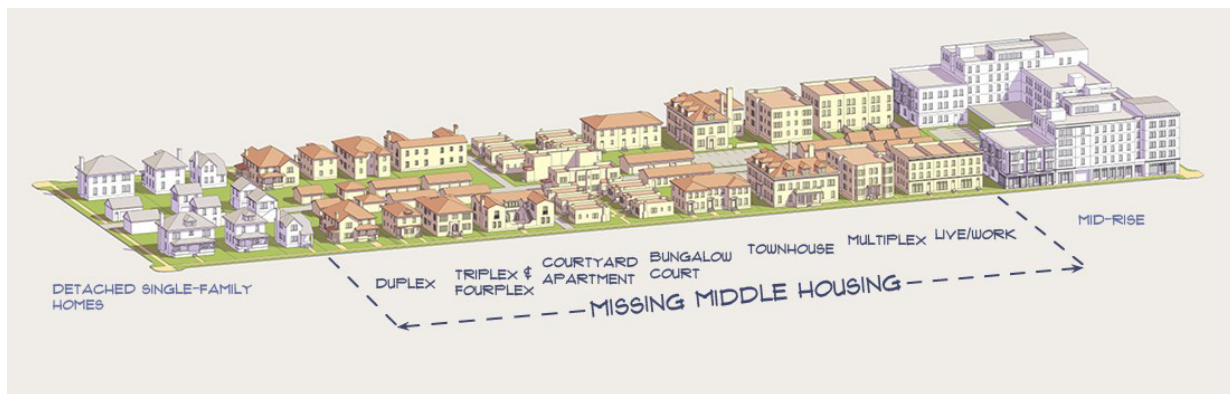 DETACHED SINGLE-FAMILY
HOMES
DUPLEX
TRIPLEX &
FOURPLEX
COURTYARD
APARTMENT
BUNGALOW
COURT
TOWNHOUSE
MULTIPLEX
LIVE/WORK
MID-RISE
MISSING MIDDLE HOUSING